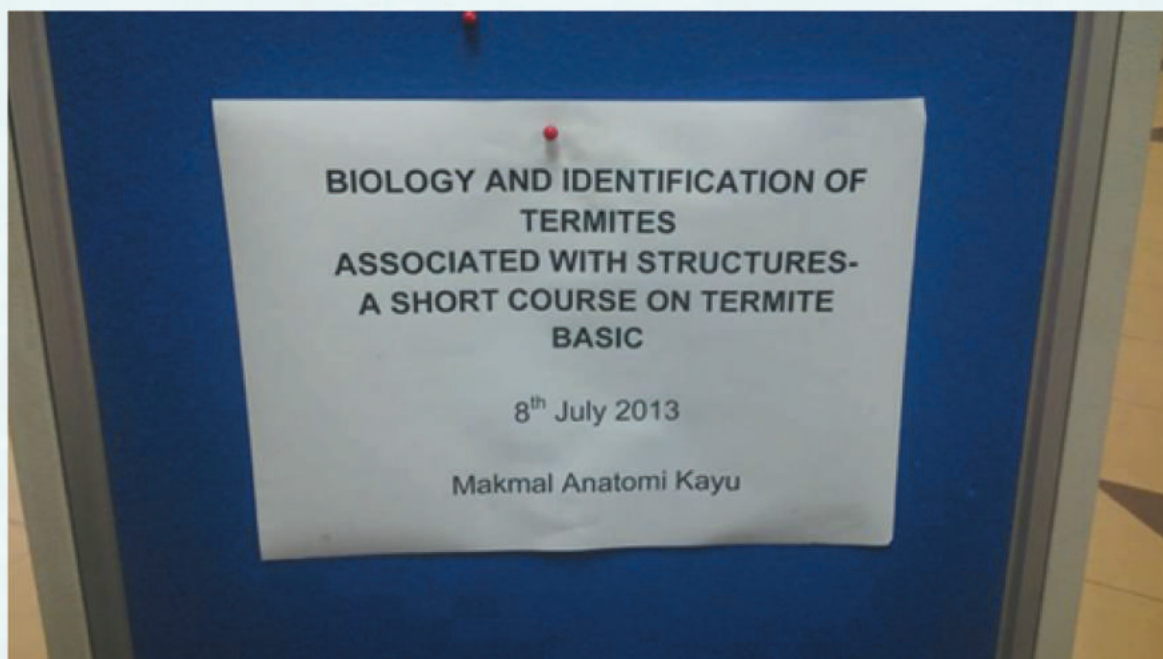 BIOLOGY AND IDENTIFICATION OF
TERMITES
ASSOCIATED WITH STRUCTURES-
A SHORT COURSE ON TERMITE
BASIC
8th July 2013
Makmal Anatomi Kayu